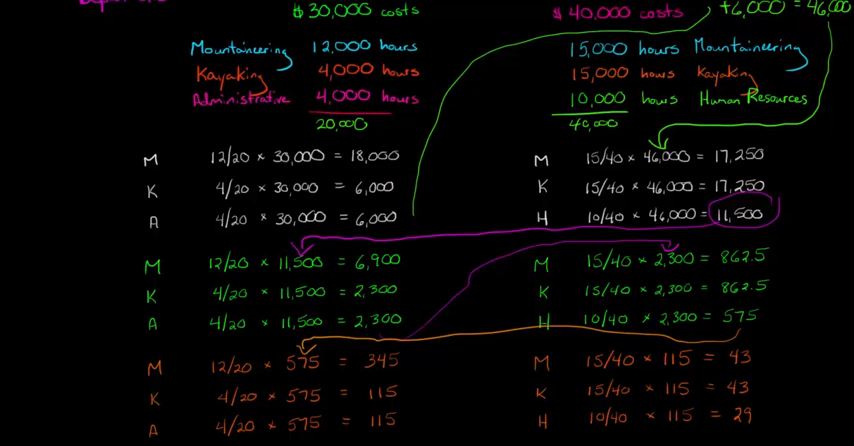 $30,000 costs
$40,000 costs
+6,000 = 46,000
Mountaineering 12,000 hours
Kayaking 4,000 hours
Administrative 4,000 hours
20,000
15,000 hours Mountaineering
15,000 hours Kayaking
10,000 hours Human Resources
40,000
M 12/20 × 30,000 = 18,000
K 4/20 × 30,000 = 6,000
A 4/20 × 30,000 = 6,000
M 15/40 × 46,000 = 17,250
K 15/40 × 46,000 = 17,250
H 10/40 × 46,000 = 11,500
M 12/20 × 11,500 = 6,900
K 4/20 × 11,500 = 2,300
A 4/20 × 11,500 = 2,300
M 15/40 × 2,300 = 862.5
K 15/40 × 2,300 = 862.5
H 10/40 × 2,300 = 575
M 12/20 × 575 = 345
K 4/20 × 575 = 115
A 4/20 × 575 = 115
M 15/40 × 115 = 43
K 15/40 × 115 = 43
H 10/40 × 115 = 29